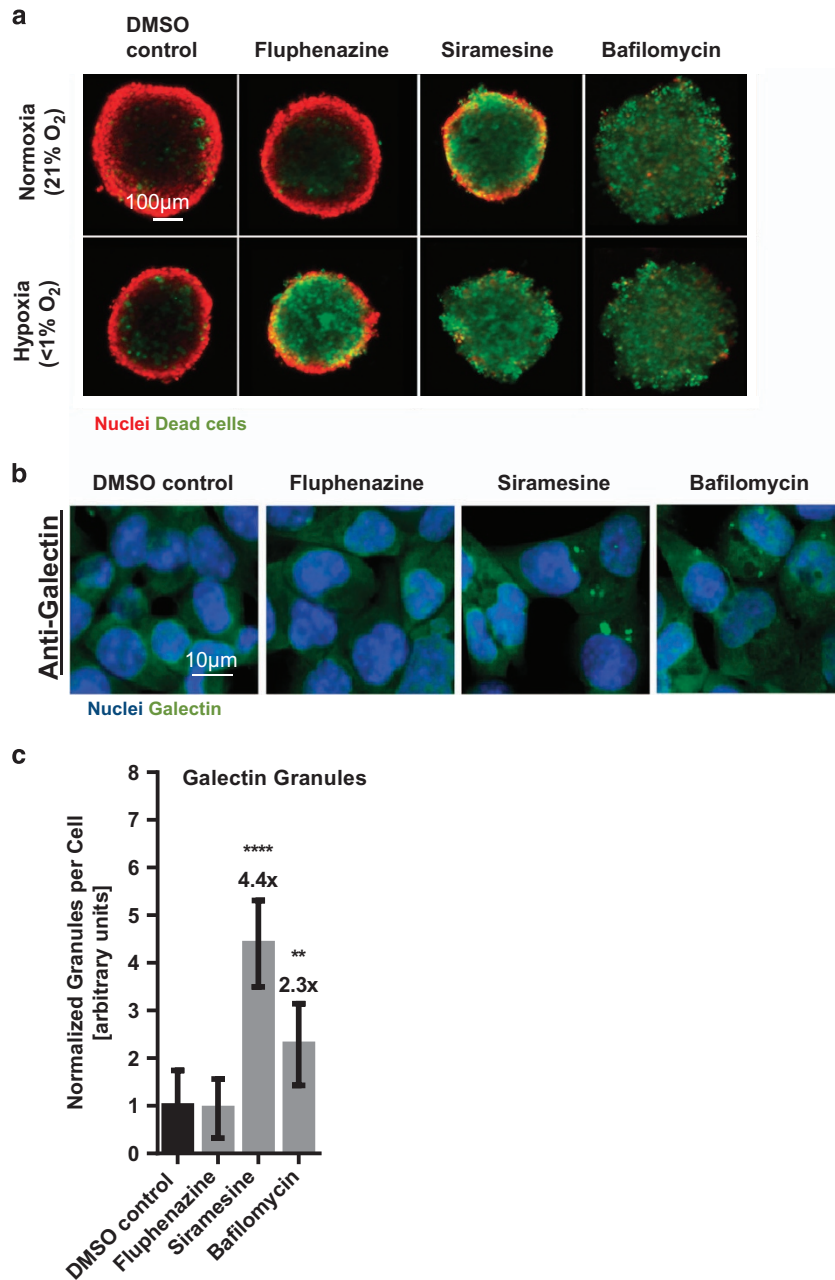 a
DMSO
control
Fluphenazine
Siramesine
Bafilomycin
Normoxia
(21% O2)
100µm
Hypoxia
(<1% O2)
Nuclei Dead cells
b
DMSO control
Fluphenazine
Siramesine
Bafilomycin
Anti-Galectin
10µm
Nuclei Galectin
c
Galectin Granules
Normalized Granules per Cell
[arbitrary units]
8
7
6
5
4
3
2
1
0
****
4.4x
**
2.3x
DMSO control
Fluphenazine
Siramesine
Bafilomycin